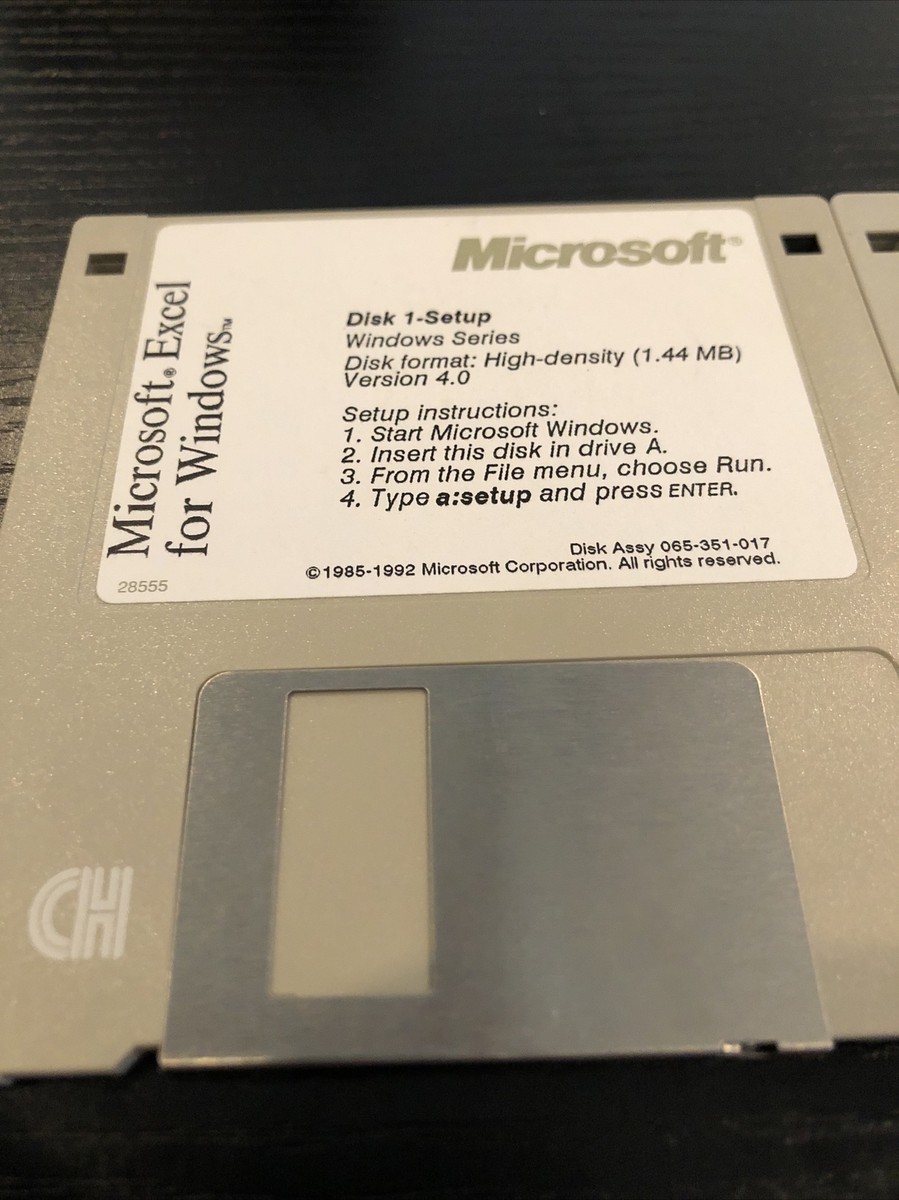 Microsoft®
Microsoft® Excel
for Windows™
Disk 1-Setup
Windows Series
Disk format: High-density (1.44 MB)
Version 4.0
Setup instructions:
1. Start Microsoft Windows.
2. Insert this disk in drive A.
3. From the File menu, choose Run.
4. Type a:setup and press ENTER.
Disk Assy 065-351-017
©1985-1992 Microsoft Corporation. All rights reserved.
28555
CH